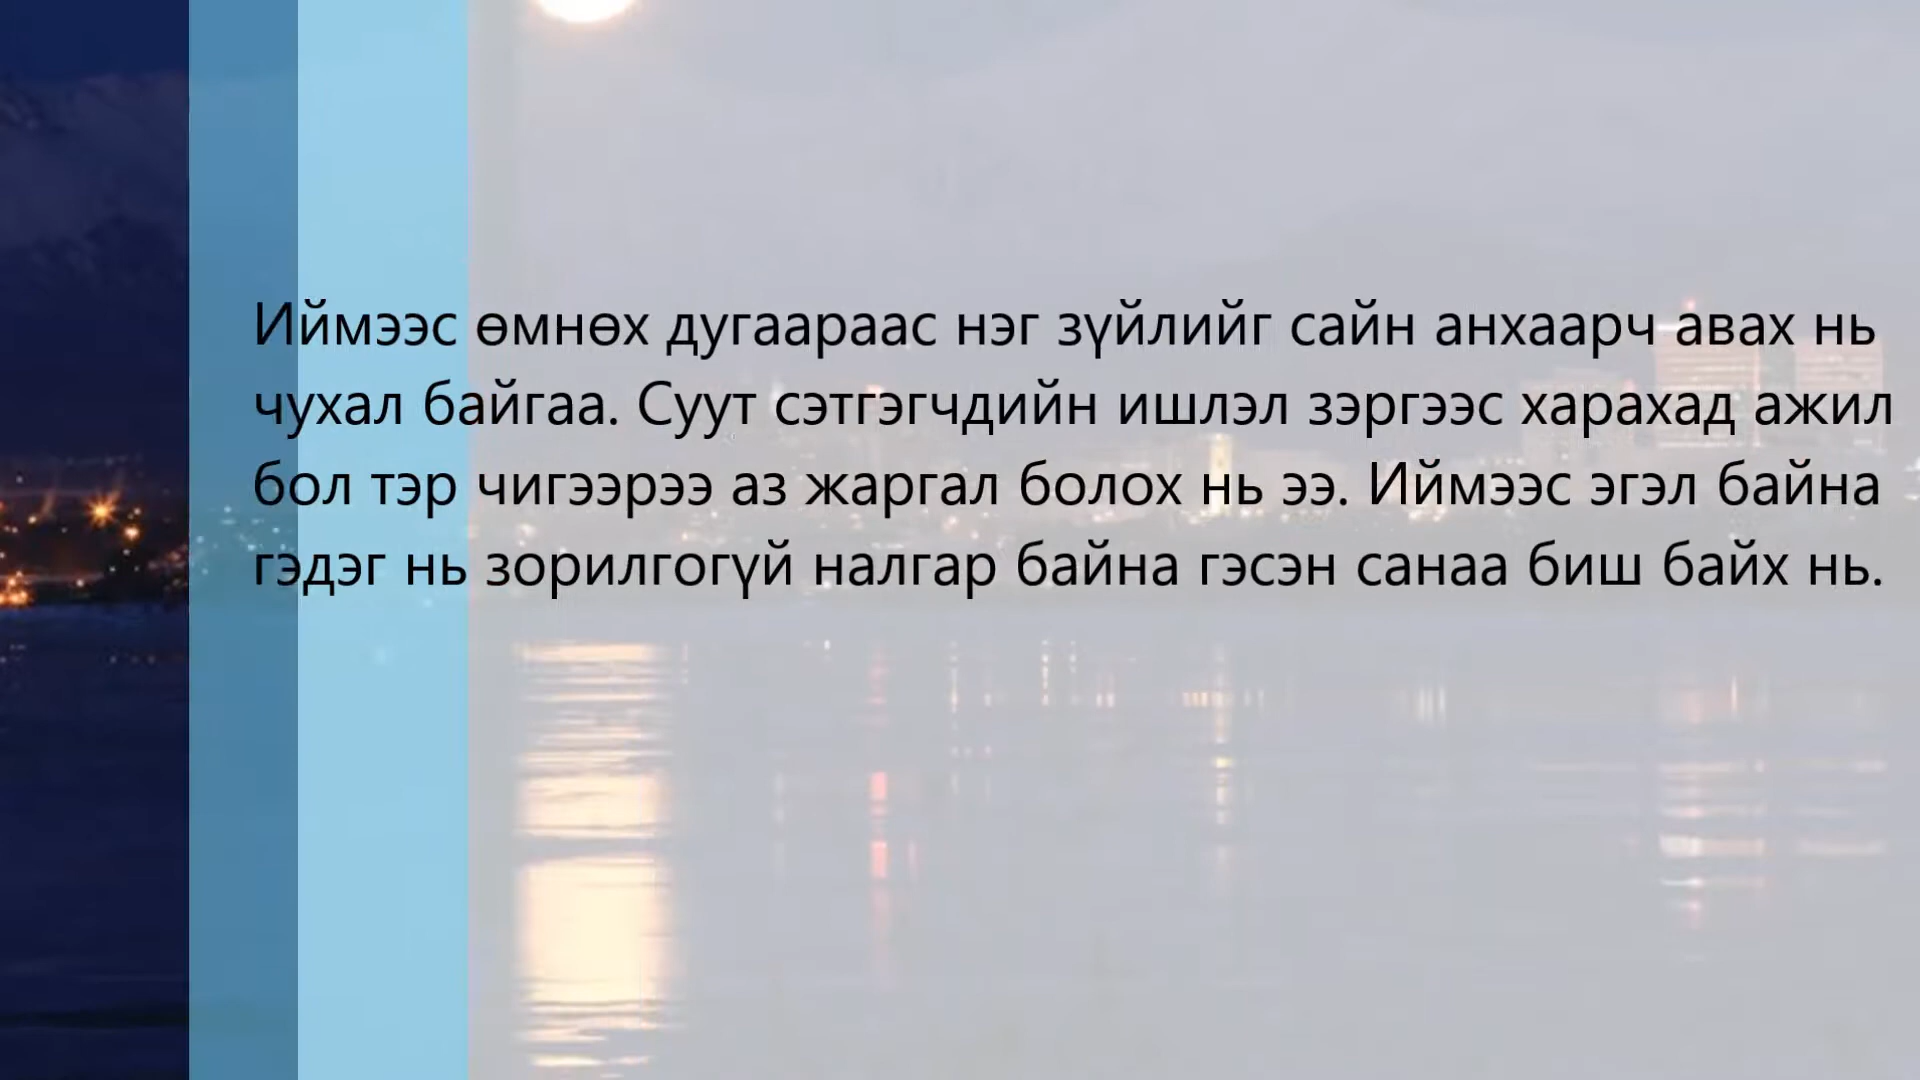 Иймээс өмнөх дугаараас нэг зүйлийг сайн анхаарч авах нь
чухал байгаа. Суут сэтгэгчдийн ишлэл зэргээс харахад ажил
бол тэр чигээрээ аз жаргал болох нь ээ. Иймээс эгэл байна
гэдэг нь зорилгогүй налгар байна гэсэн санаа биш байх нь.